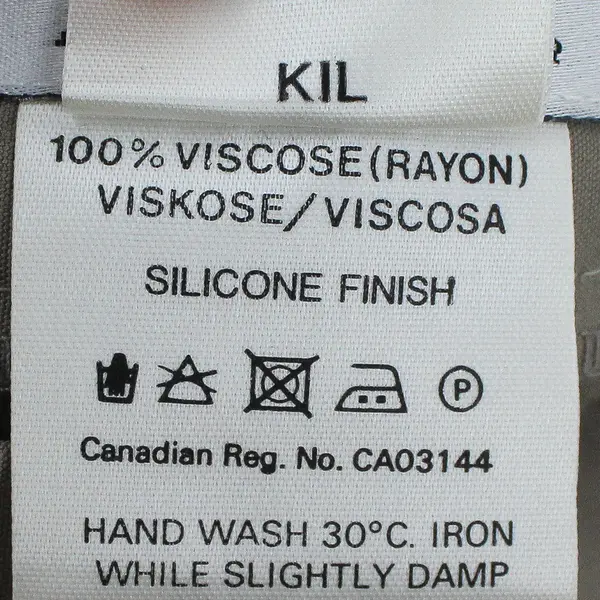 KIL
100% VISCOSE (RAYON)
VISKOSE/VISCOSA
SILICONE FINISH
P
Canadian Reg. No. CA03144
HAND WASH 30°C. IRON
WHILE SLIGHTLY DAMP